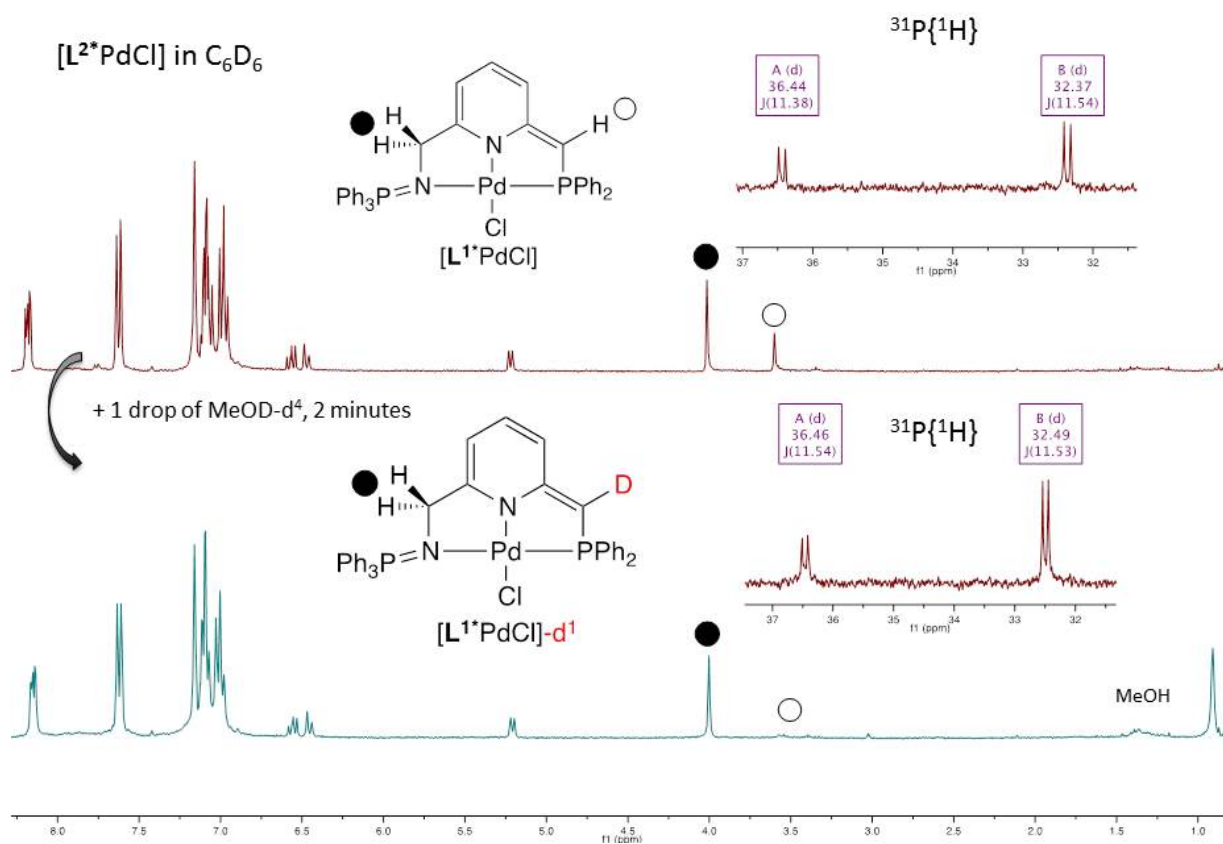 [L²*PdCl] in C₆D₆
³¹P{¹H}
A (d)
36.44
J(11.38)
B (d)
32.37
J(11.54)
H
H
H
N
Ph₃P=N
Pd
PPh₂
Cl
[L¹*PdCl]
37 36 35 34 33 32
f1 (ppm)
+ 1 drop of MeOD-d⁴, 2 minutes
³¹P{¹H}
A (d)
36.46
J(11.54)
B (d)
32.49
J(11.53)
H
H
D
N
Ph₃P=N
Pd
PPh₂
Cl
[L¹*PdCl]-d¹
37 36 35 34 33 32
f1 (ppm)
MeOH
8.0 7.5 7.0 6.5 6.0 5.5 5.0 4.5 4.0 3.5 3.0 2.5 2.0 1.5 1.0
f1 (ppm)